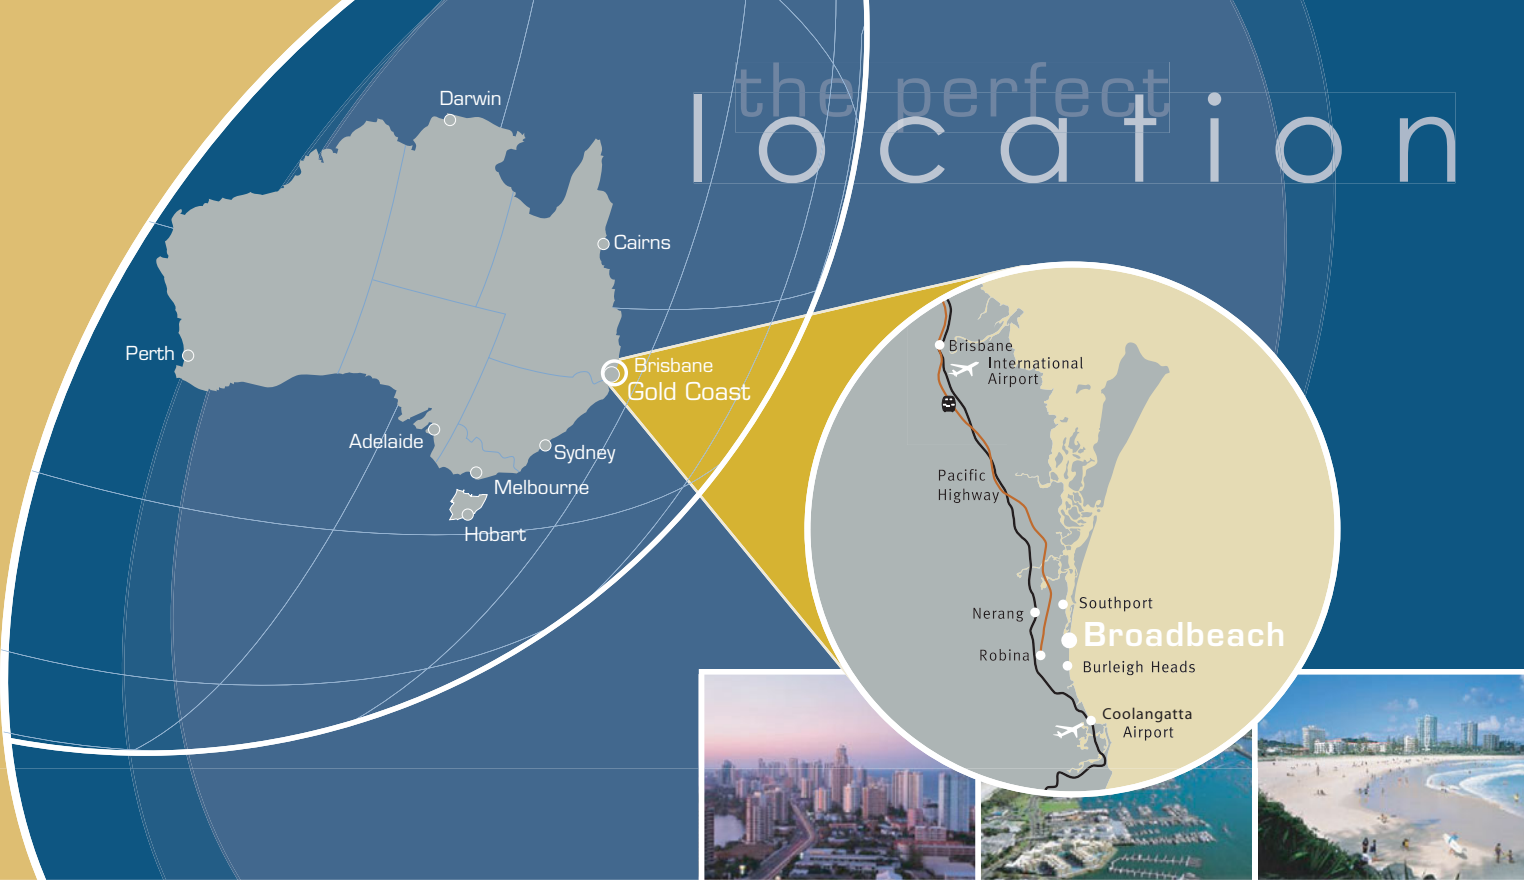 the perfect
location
Darwin
Cairns
Perth
Brisbane
Gold Coast
Adelaide
Sydney
Melbourne
Hobart
Brisbane
International
Airport
Pacific
Highway
Southport
Nerang
Broadbeach
Robina
Burleigh Heads
Coolangatta
Airport